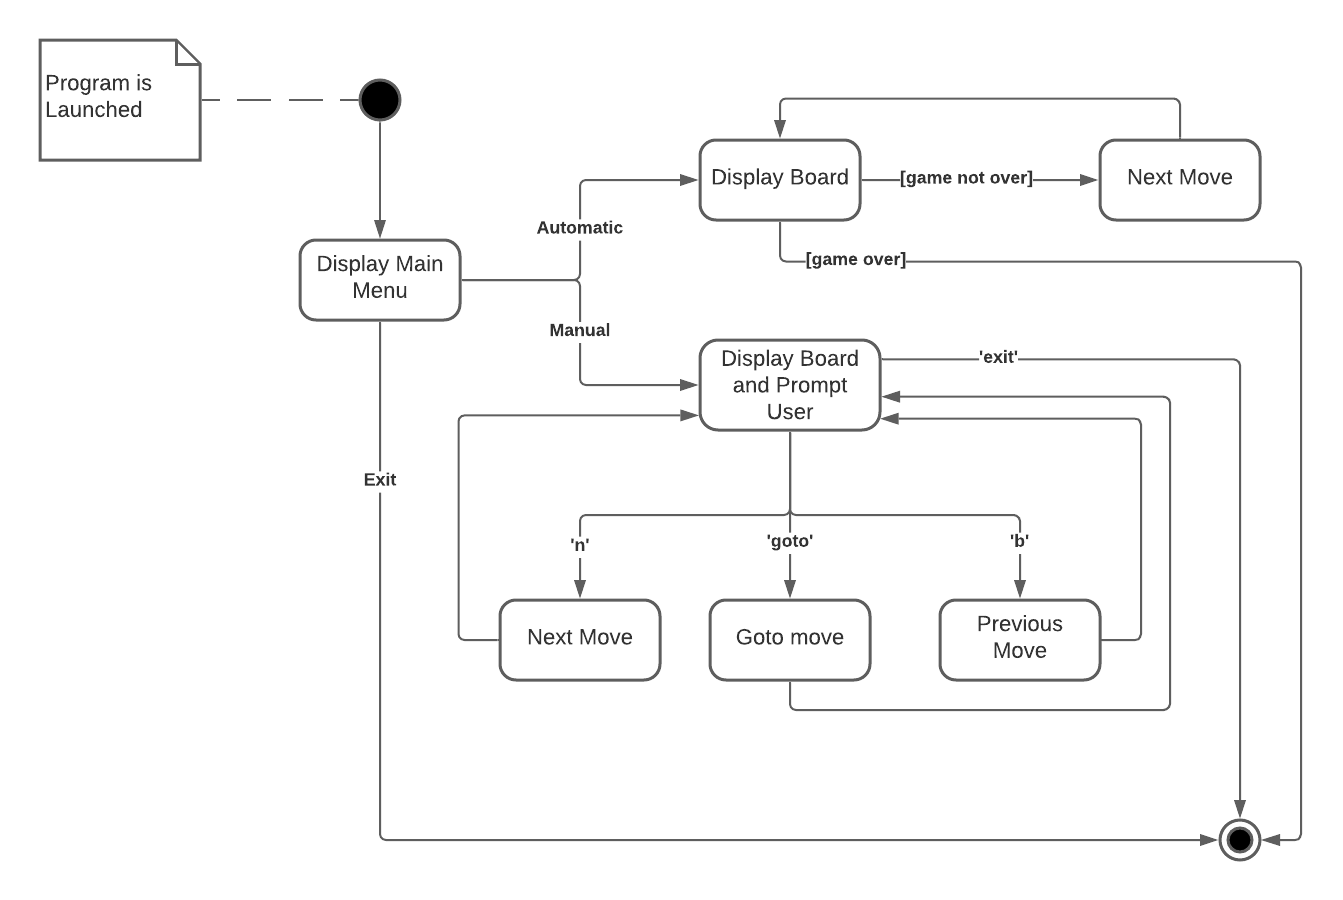 Program is
Launched
Display Board
[game not over]
Next Move
Automatic
[game over]
Display Main
Menu
Manual
Display Board
and Prompt
User
'exit'
Exit
'n'
'goto'
'b'
Next Move
Goto move
Previous
Move